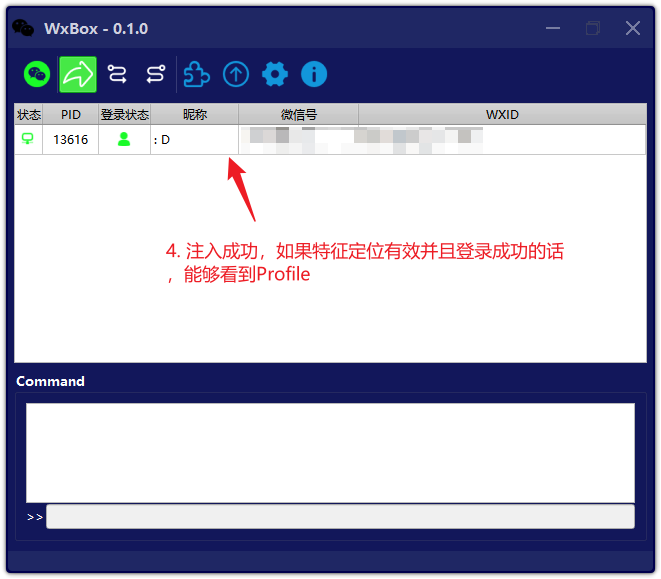 WxBox - 0.1.0
状态 PID 登录状态 昵称 微信号 WXID
13616 : D
4. 注入成功，如果特征定位有效并且登录成功的话
，能够看到Profile
Command
>>